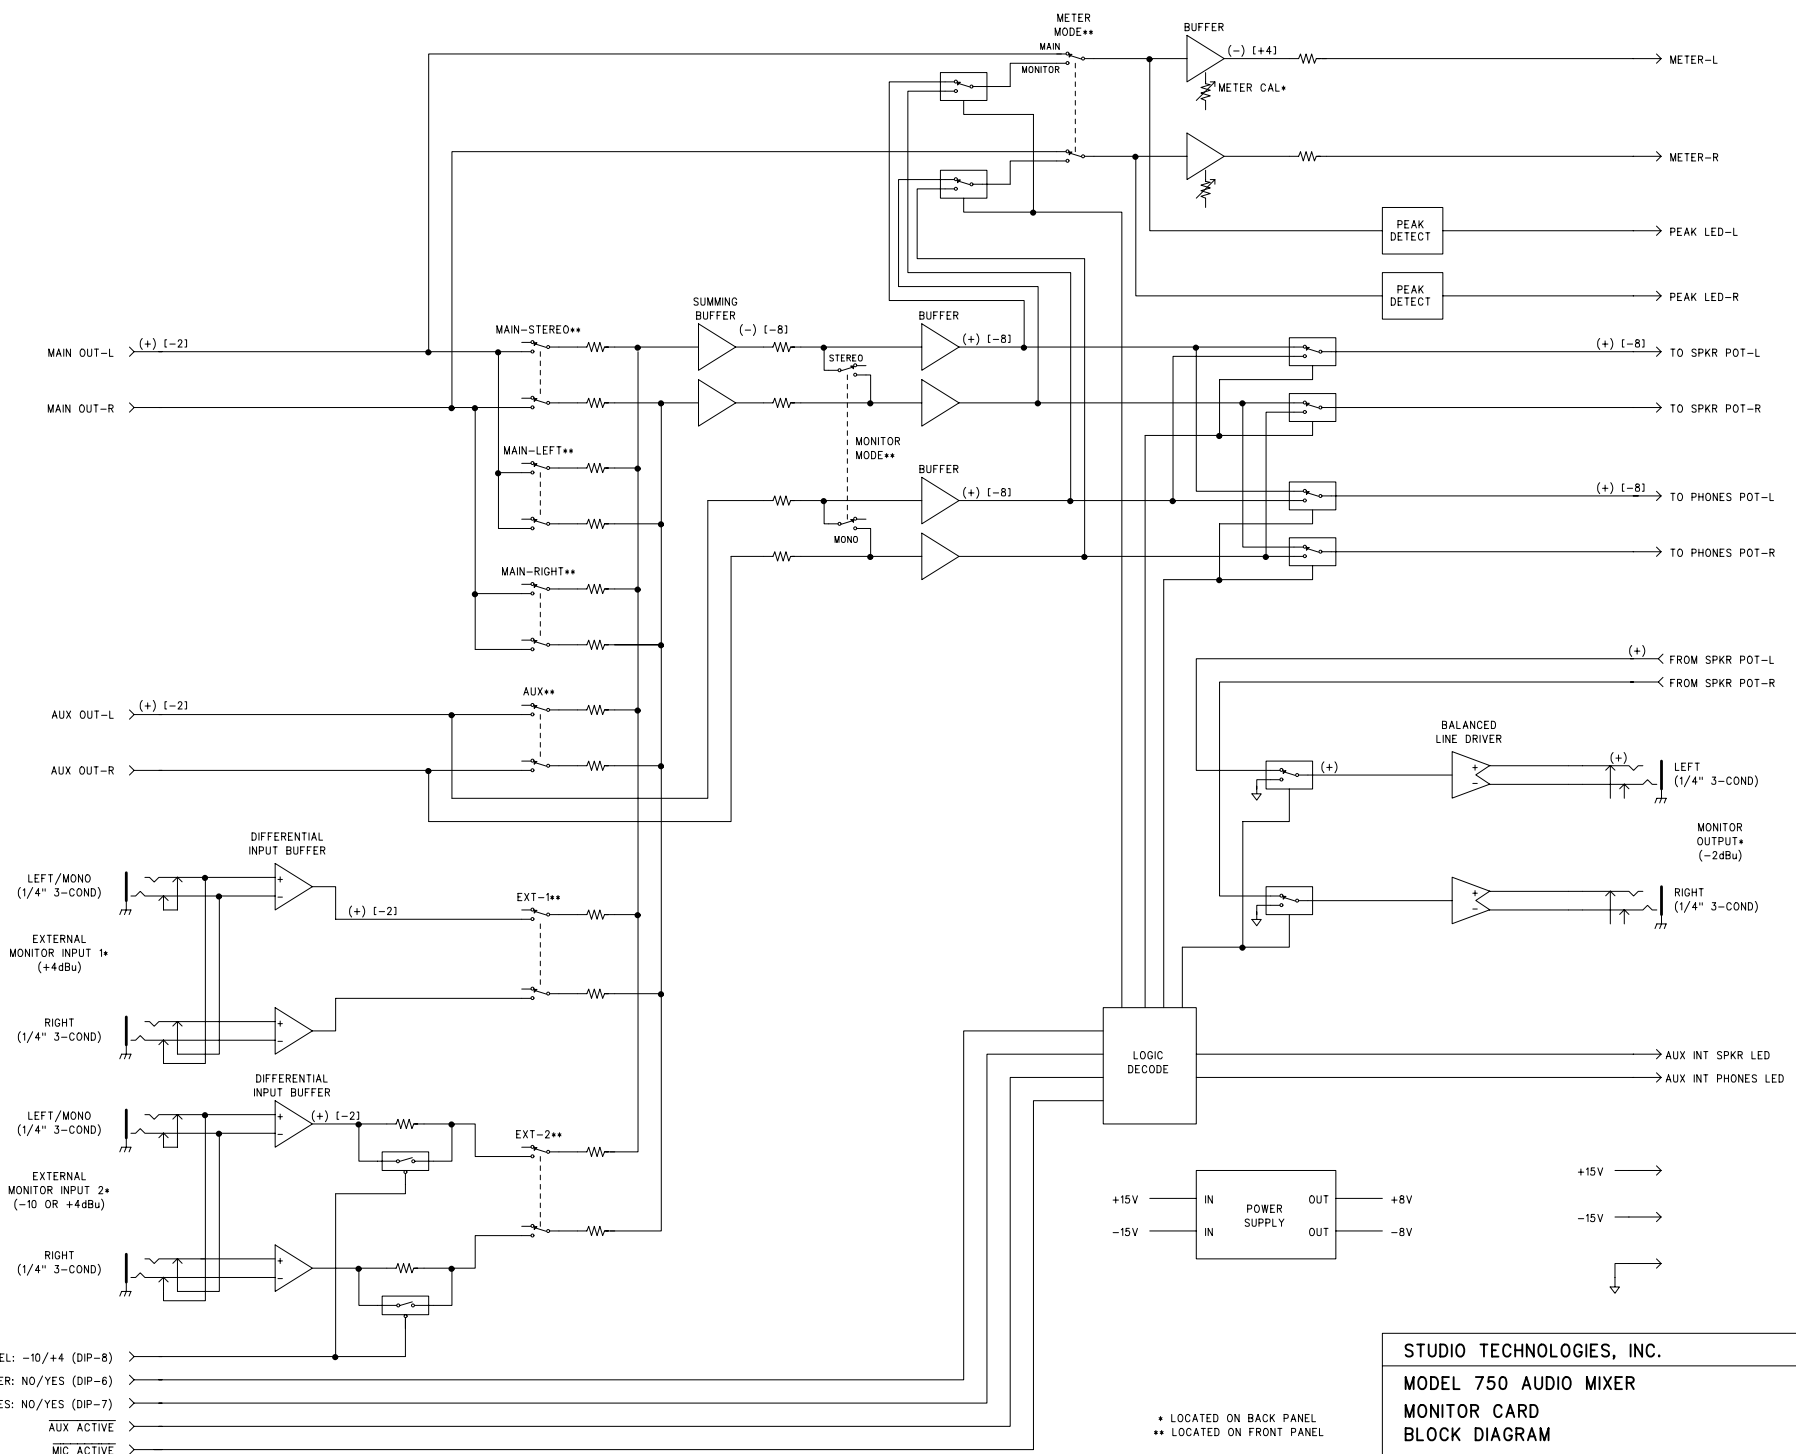 METER
MODE**
MAIN
MONITOR
BUFFER
(-) [+4]
METER CAL*
METER-L
METER-R
PEAK
DETECT
PEAK LED-L
PEAK
DETECT
PEAK LED-R
MAIN OUT-L
(+) [-2]
MAIN OUT-R
MAIN-STEREO**
SUMMING
BUFFER
(-) [-8]
STEREO
BUFFER
(+) [-8]
(+) [-8]
TO SPKR POT-L
TO SPKR POT-R
MAIN-LEFT**
MONITOR
MODE**
BUFFER
(+) [-8]
MONO
(+) [-8]
TO PHONES POT-L
TO PHONES POT-R
MAIN-RIGHT**
(+)
FROM SPKR POT-L
FROM SPKR POT-R
AUX OUT-L
(+) [-2]
AUX**
AUX OUT-R
BALANCED
LINE DRIVER
(+)
+
-
(+)
LEFT
(1/4" 3-COND)
MONITOR
OUTPUT*
(-2dBu)
+
-
RIGHT
(1/4" 3-COND)
DIFFERENTIAL
INPUT BUFFER
LEFT/MONO
(1/4" 3-COND)
+
-
(+) [-2]
EXT-1**
EXTERNAL
MONITOR INPUT 1*
(+4dBu)
RIGHT
(1/4" 3-COND)
+
-
LOGIC
DECODE
AUX INT SPKR LED
AUX INT PHONES LED
DIFFERENTIAL
INPUT BUFFER
LEFT/MONO
(1/4" 3-COND)
+
-
(+) [-2]
EXT-2**
EXTERNAL
MONITOR INPUT 2*
(-10 OR +4dBu)
RIGHT
(1/4" 3-COND)
+
-
+15V
IN
OUT
+8V
POWER
SUPPLY
-15V
IN
OUT
-8V
+15V
-15V
EL: -10/+4 (DIP-8)
ER: NO/YES (DIP-6)
ES: NO/YES (DIP-7)
AUX ACTIVE
MIC ACTIVE
* LOCATED ON BACK PANEL
** LOCATED ON FRONT PANEL
STUDIO TECHNOLOGIES, INC.
MODEL 750 AUDIO MIXER
MONITOR CARD
BLOCK DIAGRAM